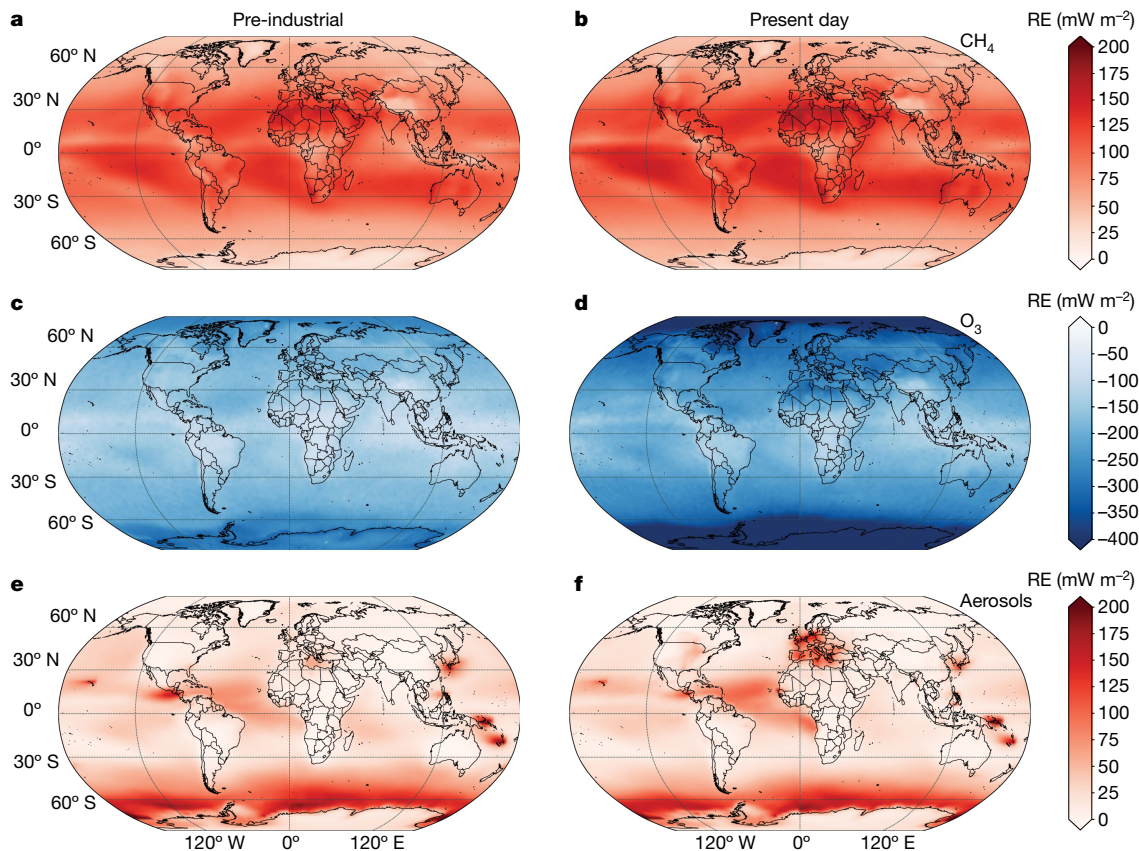 a Pre-industrial
b Present day
RE (mW m⁻²)
CH₄
60° N
30° N
0°
30° S
60° S
200
175
150
125
100
75
50
25
0
c
d
RE (mW m⁻²)
O₃
60° N
30° N
0°
30° S
60° S
0
−50
−100
−150
−200
−250
−300
−350
−400
e
f
RE (mW m⁻²)
Aerosols
60° N
30° N
0°
30° S
60° S
200
175
150
125
100
75
50
25
0
120° W 0° 120° E
120° W 0° 120° E